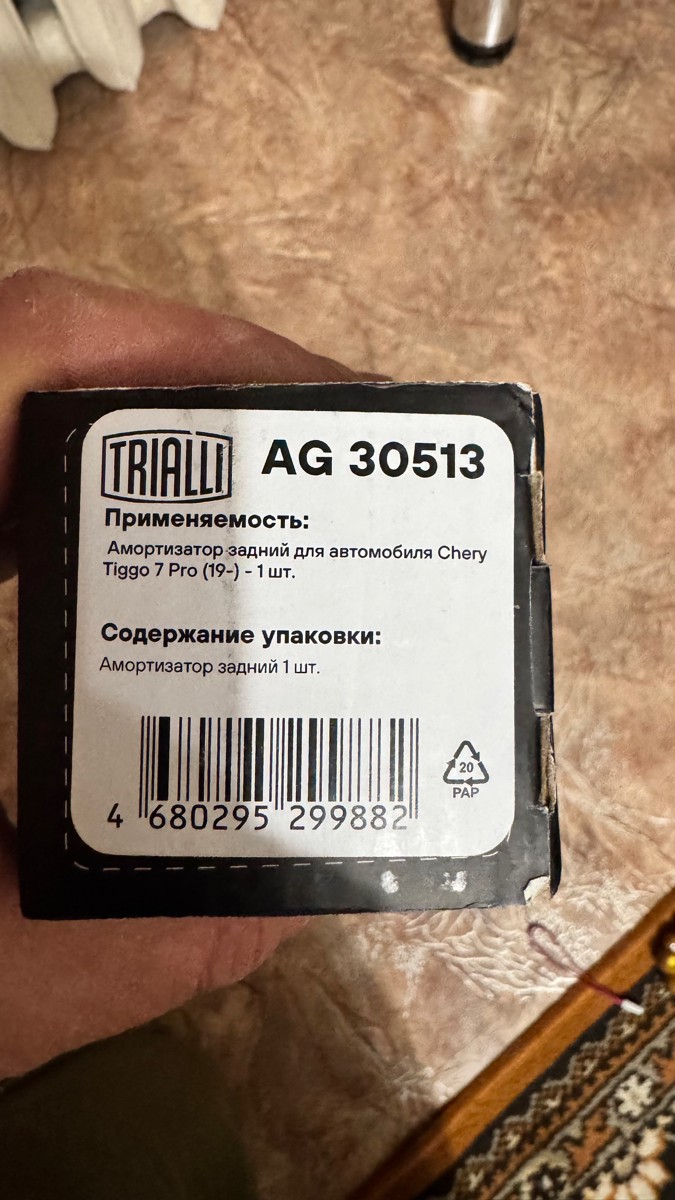 TRIALLI AG 30513
Применяемость:
Амортизатор задний для автомобиля Chery
Tiggo 7 Pro (19-) - 1 шт.
Содержание упаковки:
Амортизатор задний 1 шт.
20
PAP
4 680295 299882